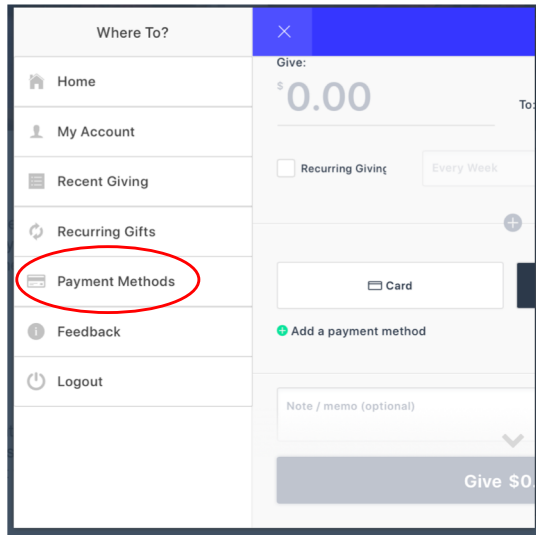 Where To?
Home
My Account
Recent Giving
Recurring Gifts
Payment Methods
Feedback
Logout
Give:
$0.00
To:
Recurring Giving
Every Week
Card
Add a payment method
Note / memo (optional)
Give $0.